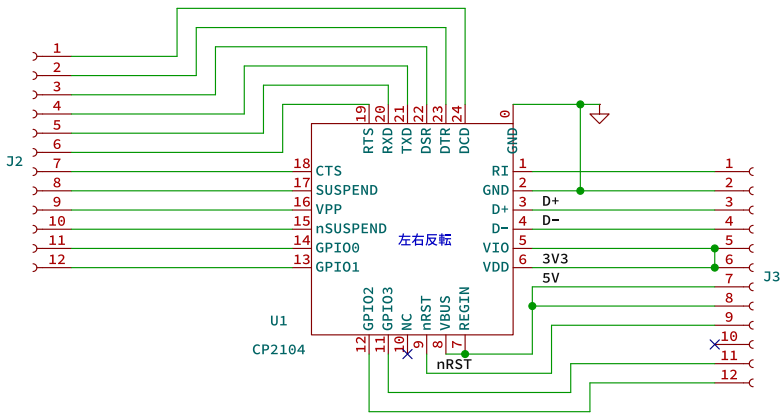 1
2
3
4
5
6
7
8
9
10
11
12
J2
19 20 21 22 23 24 0
RTS RXD TXD DSR DTR DCD GND
18 CTS
17 SUSPEND
16 VPP
15 nSUSPEND
14 GPIO0
13 GPIO1
RI 1
GND 2
D+ 3 D+
D- 4 D-
VIO 5
VDD 6 3V3
5V
左右反転
GPIO2 GPIO3 NC nRST VBUS REGIN
12 11 10 9 8 7
nRST
U1
CP2104
1
2
3
4
5
6
7
8
9
10
11
12
J3